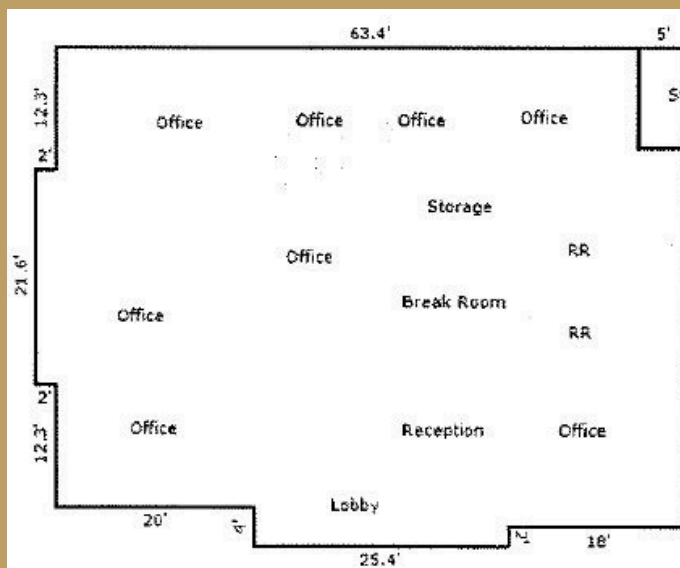 63.4' 5'
12.3'
Office Office Office Office
2'
Storage
RR
Office
21.6'
Break Room
Office
RR
2'
12.3'
Office Reception Office
Lobby
20' 4' 2' 18'
25.4'